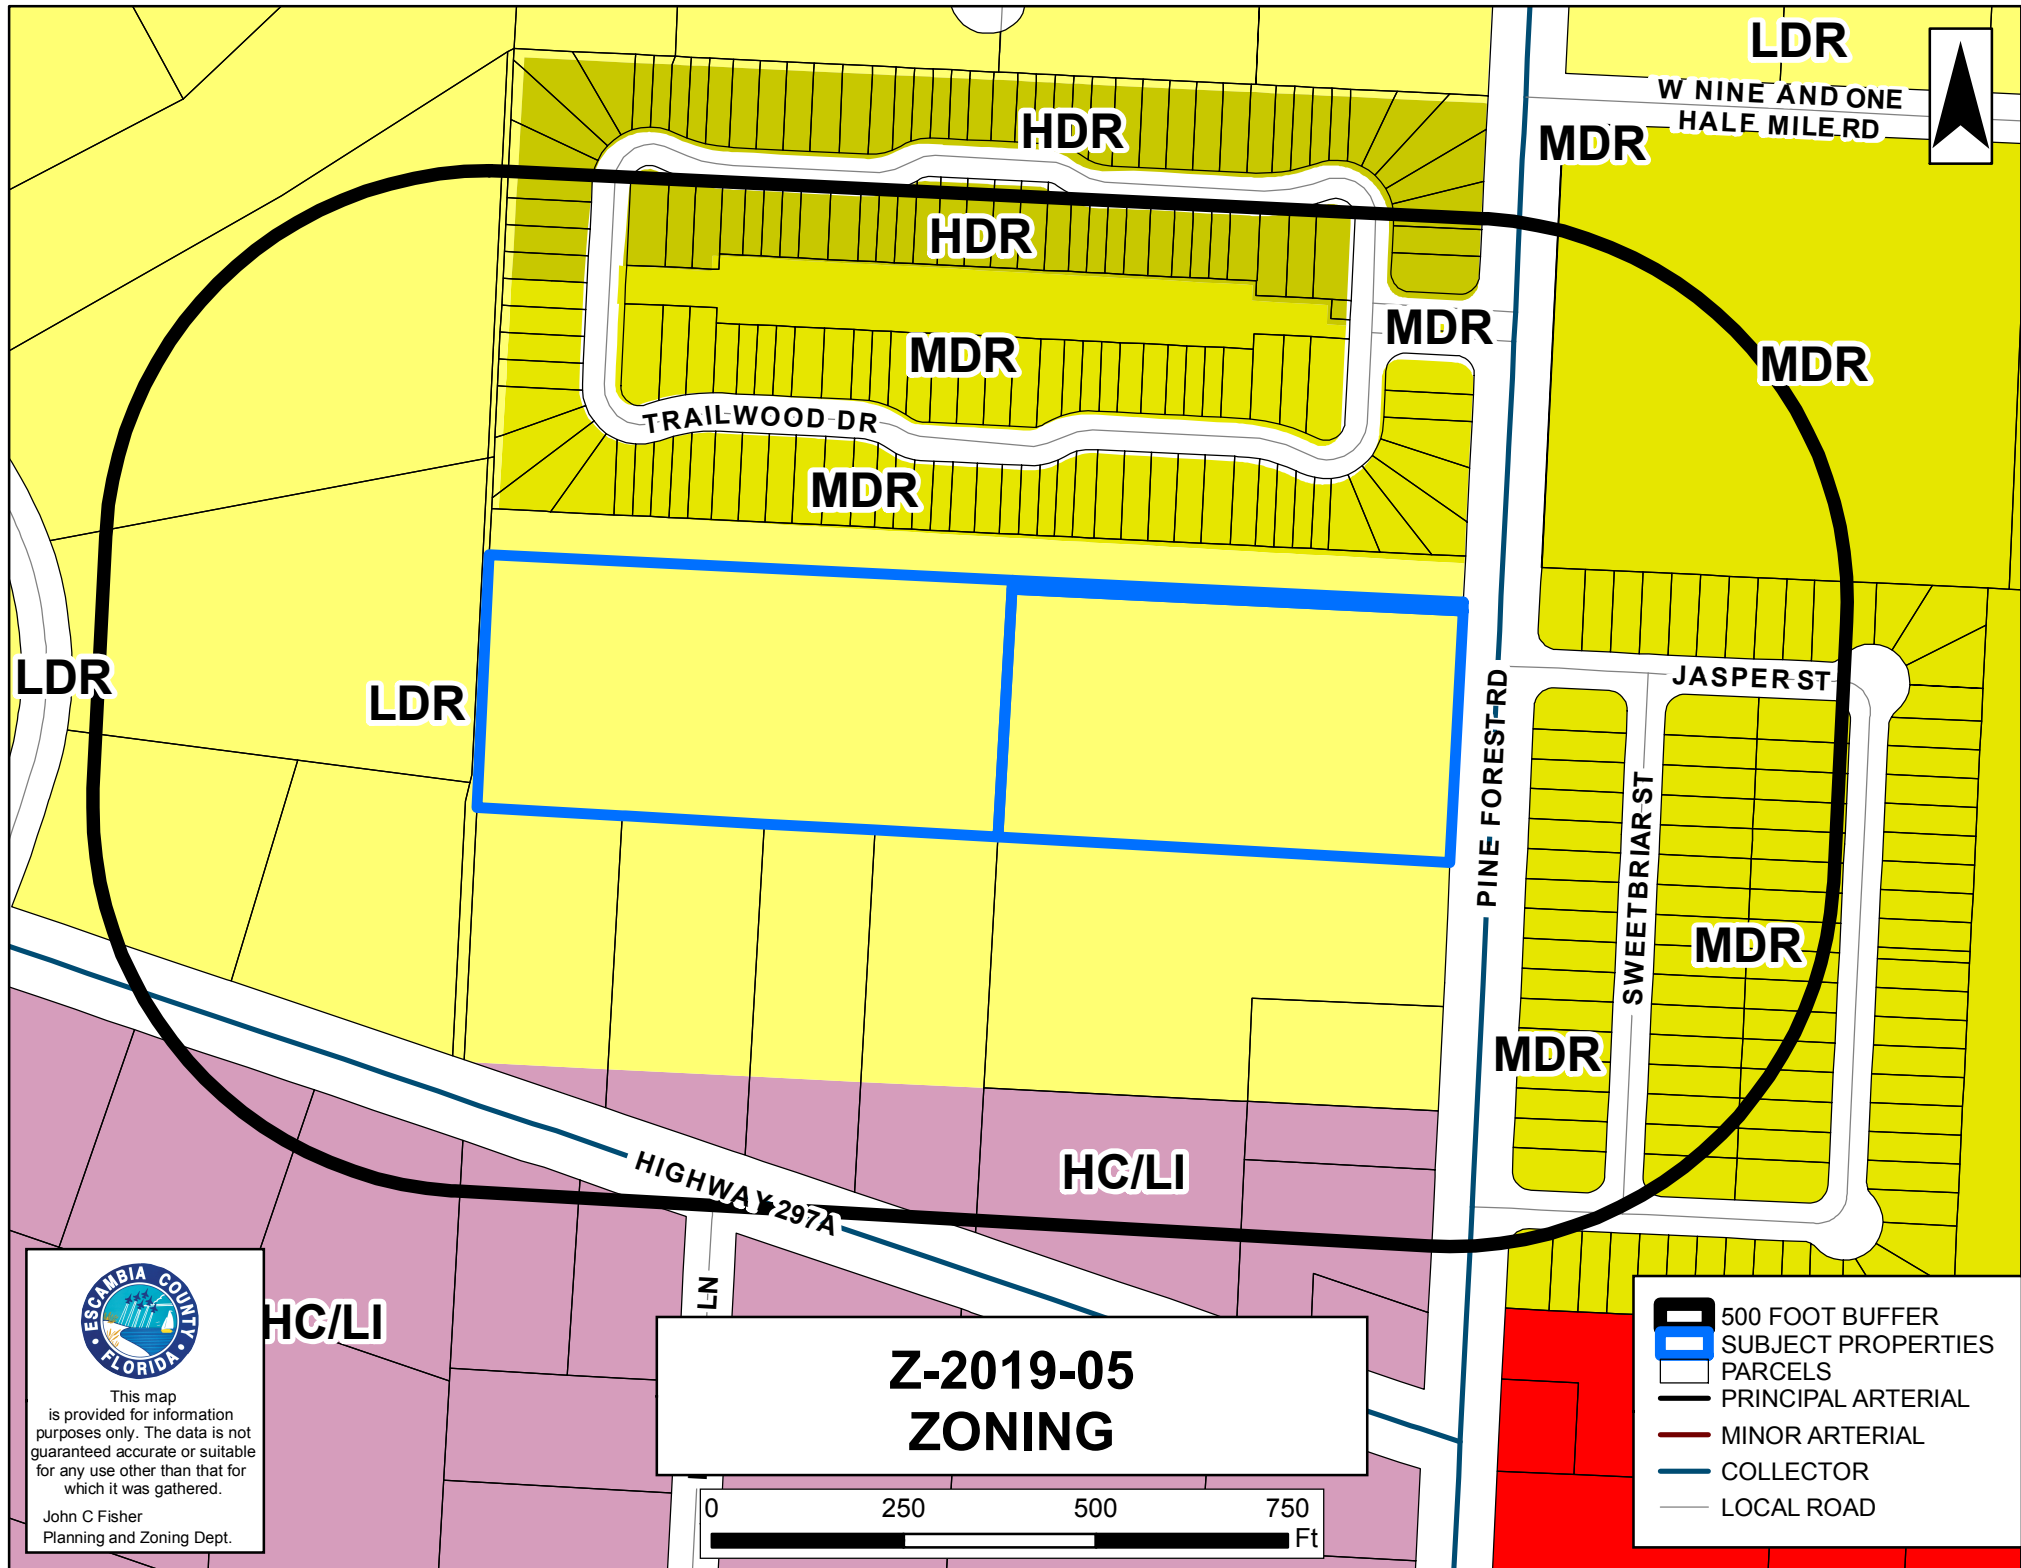 LDR
W NINE AND ONE
HALF MILE RD
HDR
MDR
HDR
MDR
MDR
MDR
TRAILWOOD DR
MDR
LDR
LDR
JASPER ST
PINE FOREST RD
SWEETBRIAR ST
MDR
MDR
HIGHWAY 297A
HC/LI
LN
HC/LI
ESCAMBIA COUNTY
FLORIDA
This map
is provided for information
purposes only. The data is not
guaranteed accurate or suitable
for any use other than that for
which it was gathered.
John C Fisher
Planning and Zoning Dept.
Z-2019-05
ZONING
0 250 500 750
Ft
500 FOOT BUFFER
SUBJECT PROPERTIES
PARCELS
PRINCIPAL ARTERIAL
MINOR ARTERIAL
COLLECTOR
LOCAL ROAD